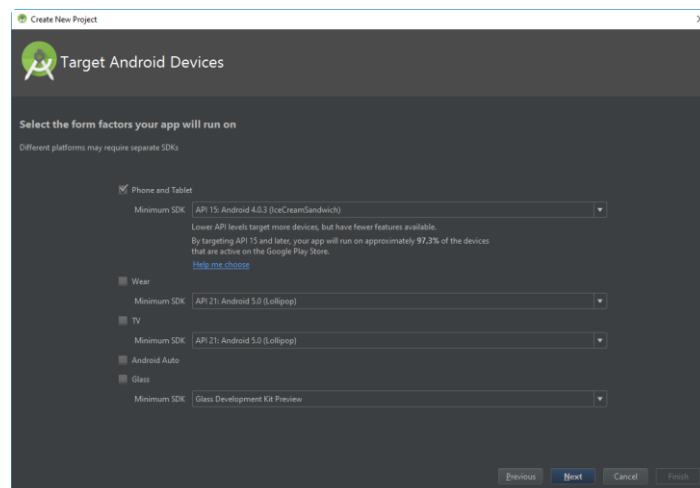 Create New Project
Target Android Devices
Select the form factors your app will run on
Different platforms may require separate SDKs
Phone and Tablet
Minimum SDK API 15: Android 4.0.3 (IceCreamSandwich)
Lower API levels target more devices, but have fewer features available.
By targeting API 15 and later, your app will run on approximately 97,3% of the devices
that are active on the Google Play Store.
Help me choose
Wear
Minimum SDK API 21: Android 5.0 (Lollipop)
TV
Minimum SDK API 21: Android 5.0 (Lollipop)
Android Auto
Glass
Minimum SDK Glass Development Kit Preview
Previous Next Cancel Finish